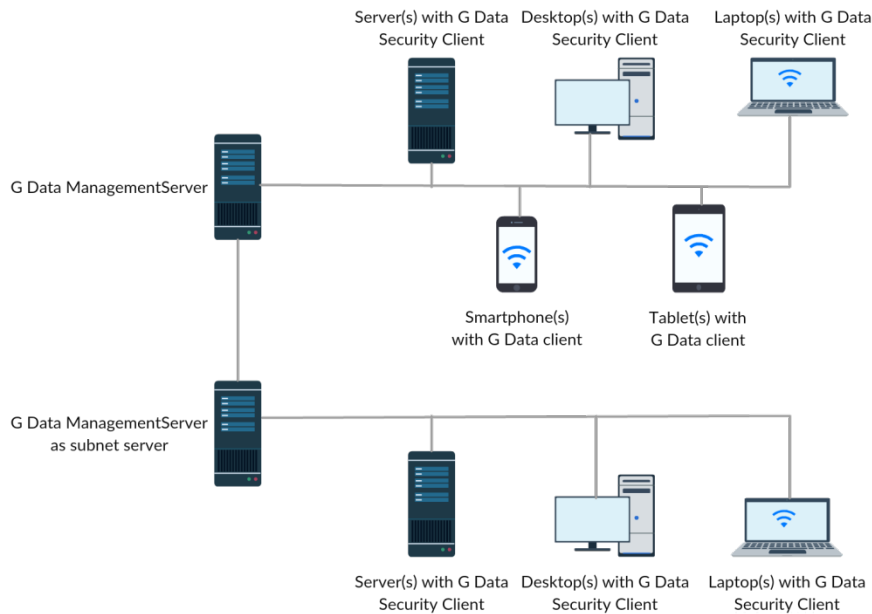 Server(s) with G Data
Security Client
Desktop(s) with G Data
Security Client
Laptop(s) with G Data
Security Client
G Data ManagementServer
Smartphone(s)
with G Data client
Tablet(s) with
G Data client
G Data ManagementServer
as subnet server
Server(s) with G Data
Security Client
Desktop(s) with G Data
Security Client
Laptop(s) with G Data
Security Client